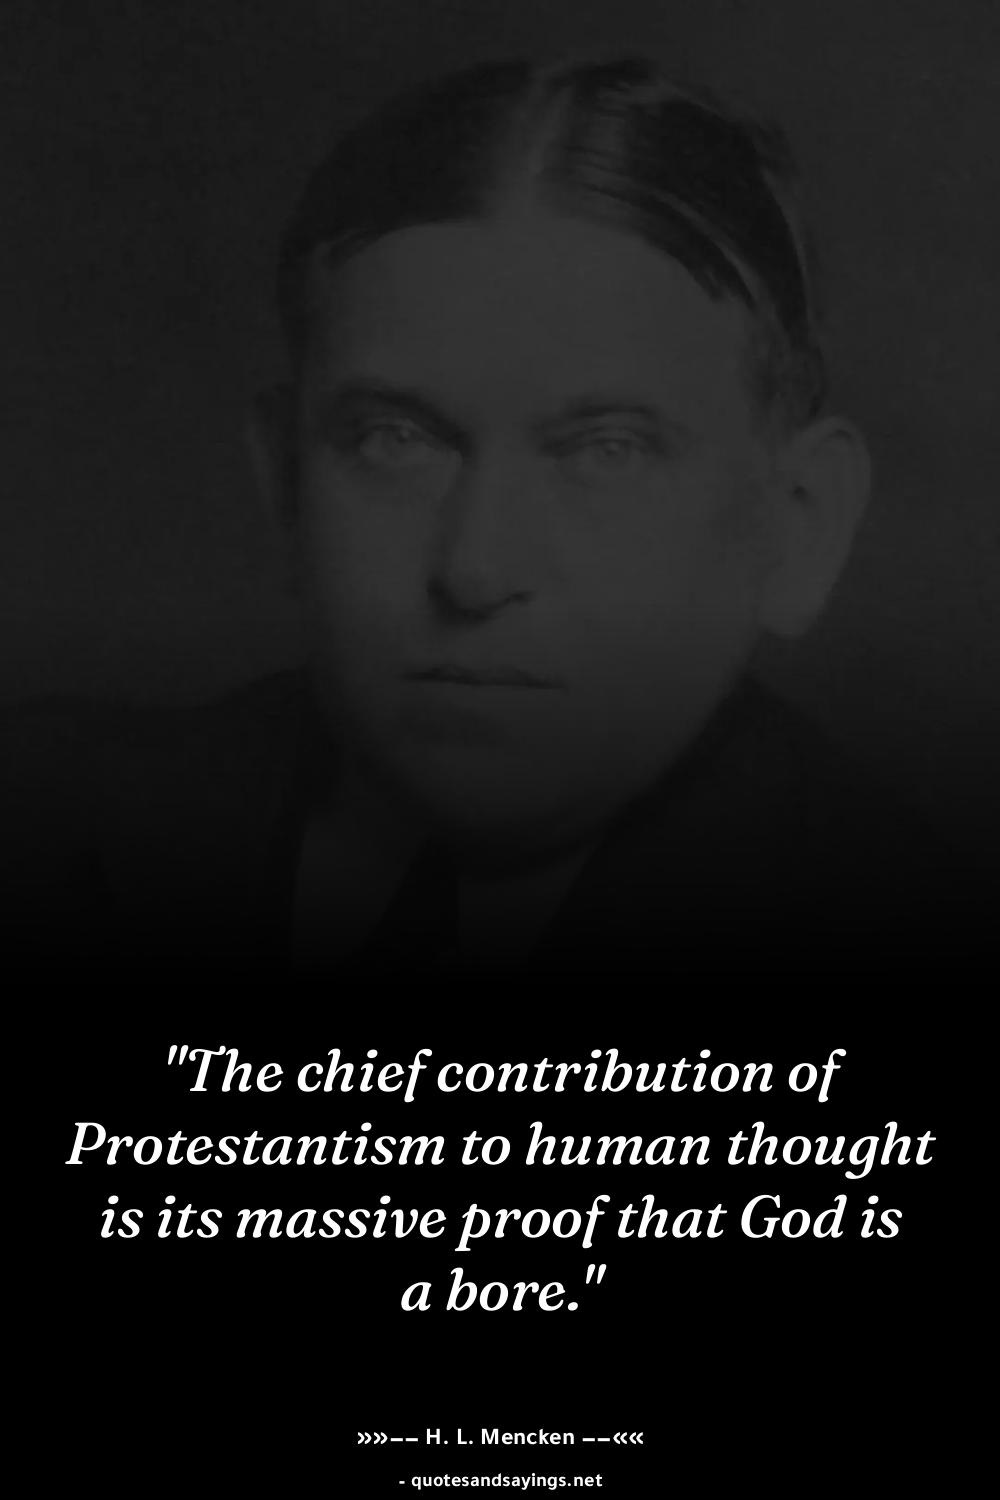 "The chief contribution of
Protestantism to human thought
is its massive proof that God is
a bore."
»»−− H. L. Mencken −−««
- quotesandsayings.net